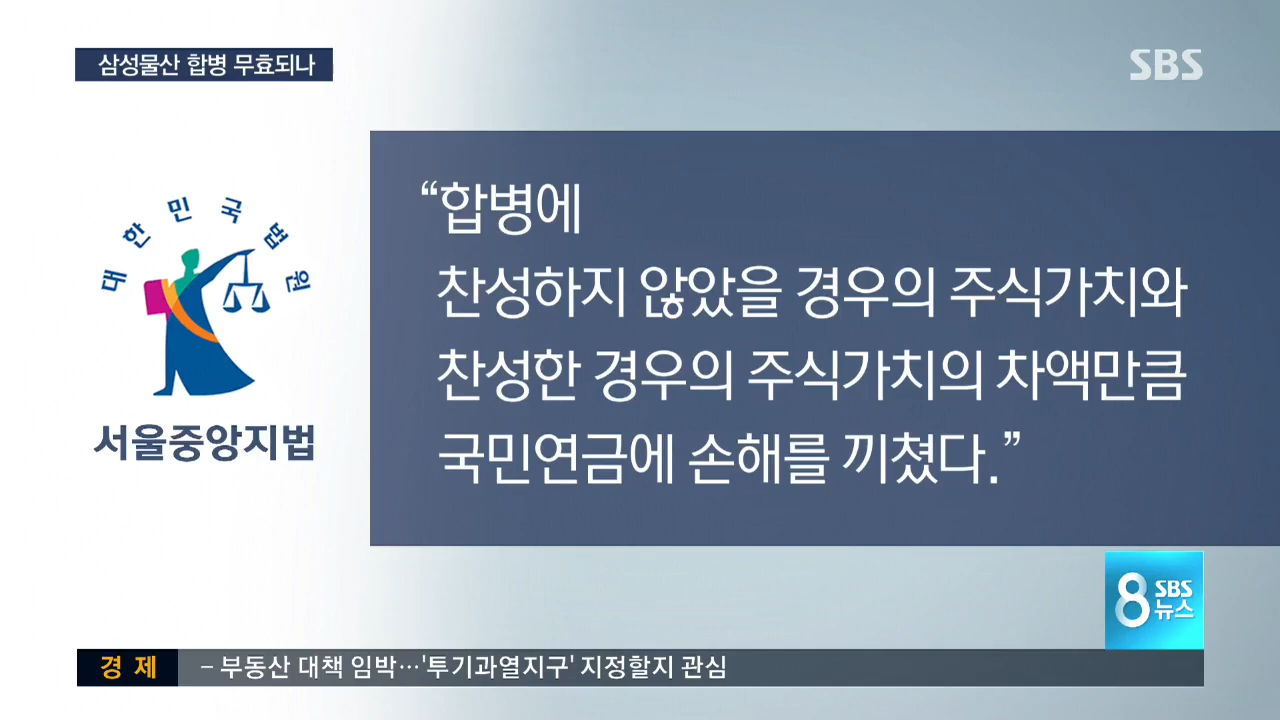 삼성물산 합병 무효되나
SBS
대한민국법원
서울중앙지법
“합병에
찬성하지 않았을 경우의 주식가치와
찬성한 경우의 주식가치의 차액만큼
국민연금에 손해를 끼쳤다.”
8 SBS
뉴스
경제 - 부동산 대책 임박…'투기과열지구' 지정할지 관심